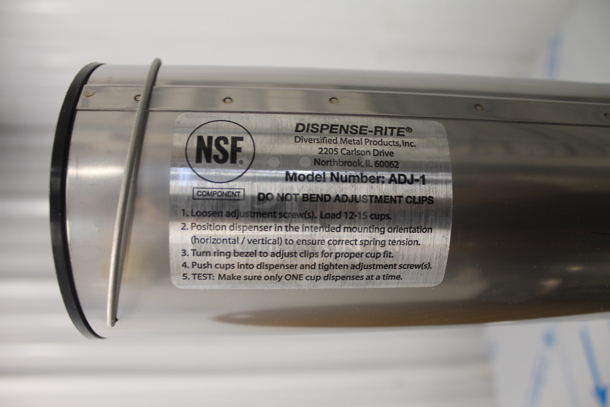 NSF.
COMPONENT
DISPENSE-RITE®
Diversified Metal Products, Inc.
2205 Carlson Drive
Northbrook, IL 60062
Model Number: ADJ-1
DO NOT BEND ADJUSTMENT CLIPS
1. Loosen adjustment screw(s). Load 12-15 cups.
2. Position dispenser in the intended mounting orientation
(horizontal / vertical) to ensure correct spring tension.
3. Turn ring bezel to adjust clips for proper cup fit.
4. Push cups into dispenser and tighten adjustment screw(s).
5. TEST: Make sure only ONE cup dispenses at a time.